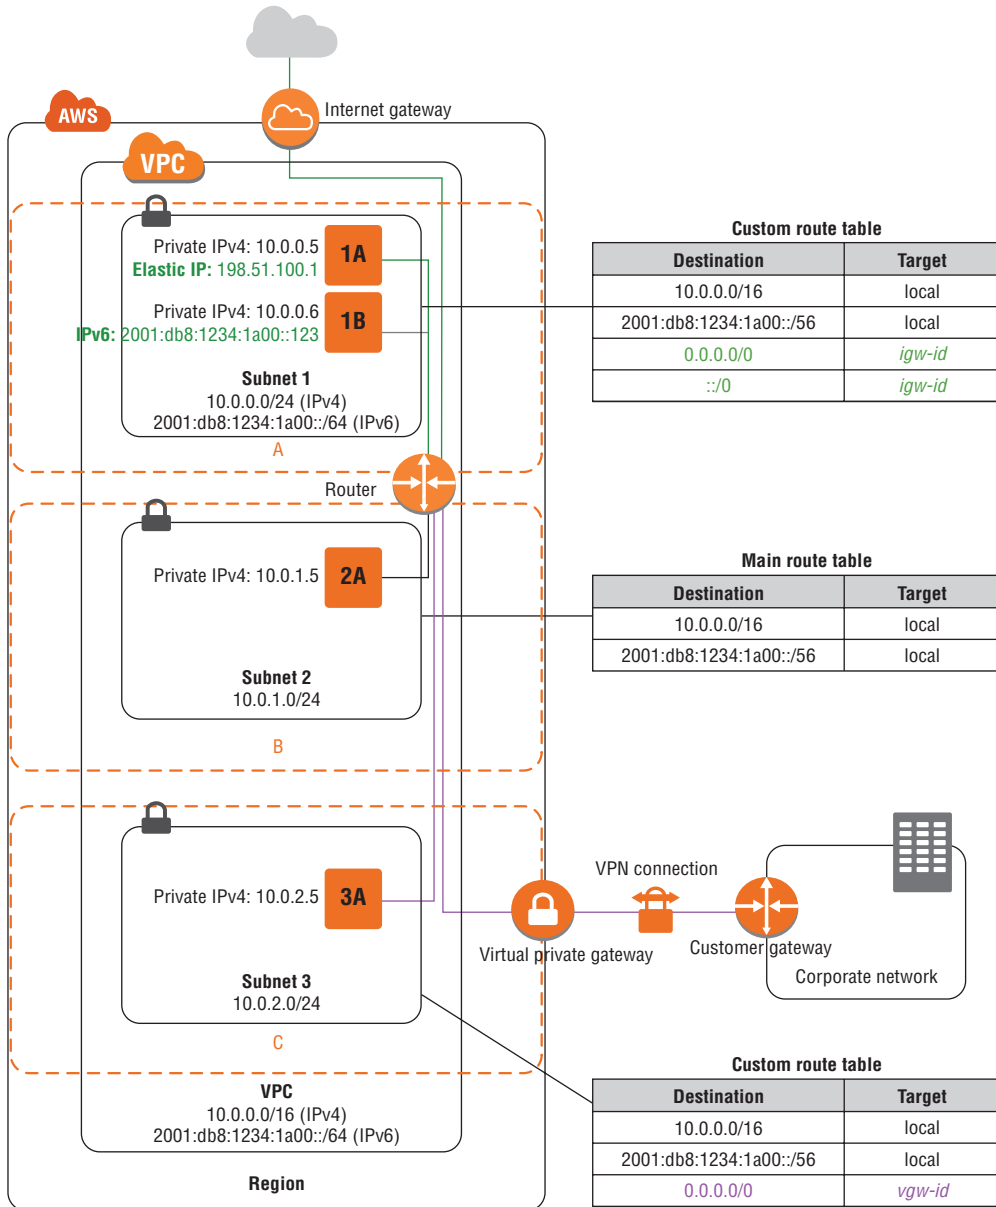 Internet gateway
AWS
VPC
Private IPv4: 10.0.0.5
Elastic IP: 198.51.100.1
1A
Private IPv4: 10.0.0.6
IPv6: 2001:db8:1234:1a00::123
1B
Subnet 1
10.0.0.0/24 (IPv4)
2001:db8:1234:1a00::/64 (IPv6)
A
Custom route table
Destination Target
10.0.0.0/16 local
2001:db8:1234:1a00::/56 local
0.0.0.0/0 igw-id
::/0 igw-id
Router
Private IPv4: 10.0.1.5
2A
Subnet 2
10.0.1.0/24
B
Main route table
Destination Target
10.0.0.0/16 local
2001:db8:1234:1a00::/56 local
Private IPv4: 10.0.2.5
3A
Subnet 3
10.0.2.0/24
C
VPN connection
Virtual private gateway
Customer gateway
Corporate network
VPC
10.0.0.0/16 (IPv4)
2001:db8:1234:1a00::/64 (IPv6)
Region
Custom route table
Destination Target
10.0.0.0/16 local
2001:db8:1234:1a00::/56 local
0.0.0.0/0 vgw-id